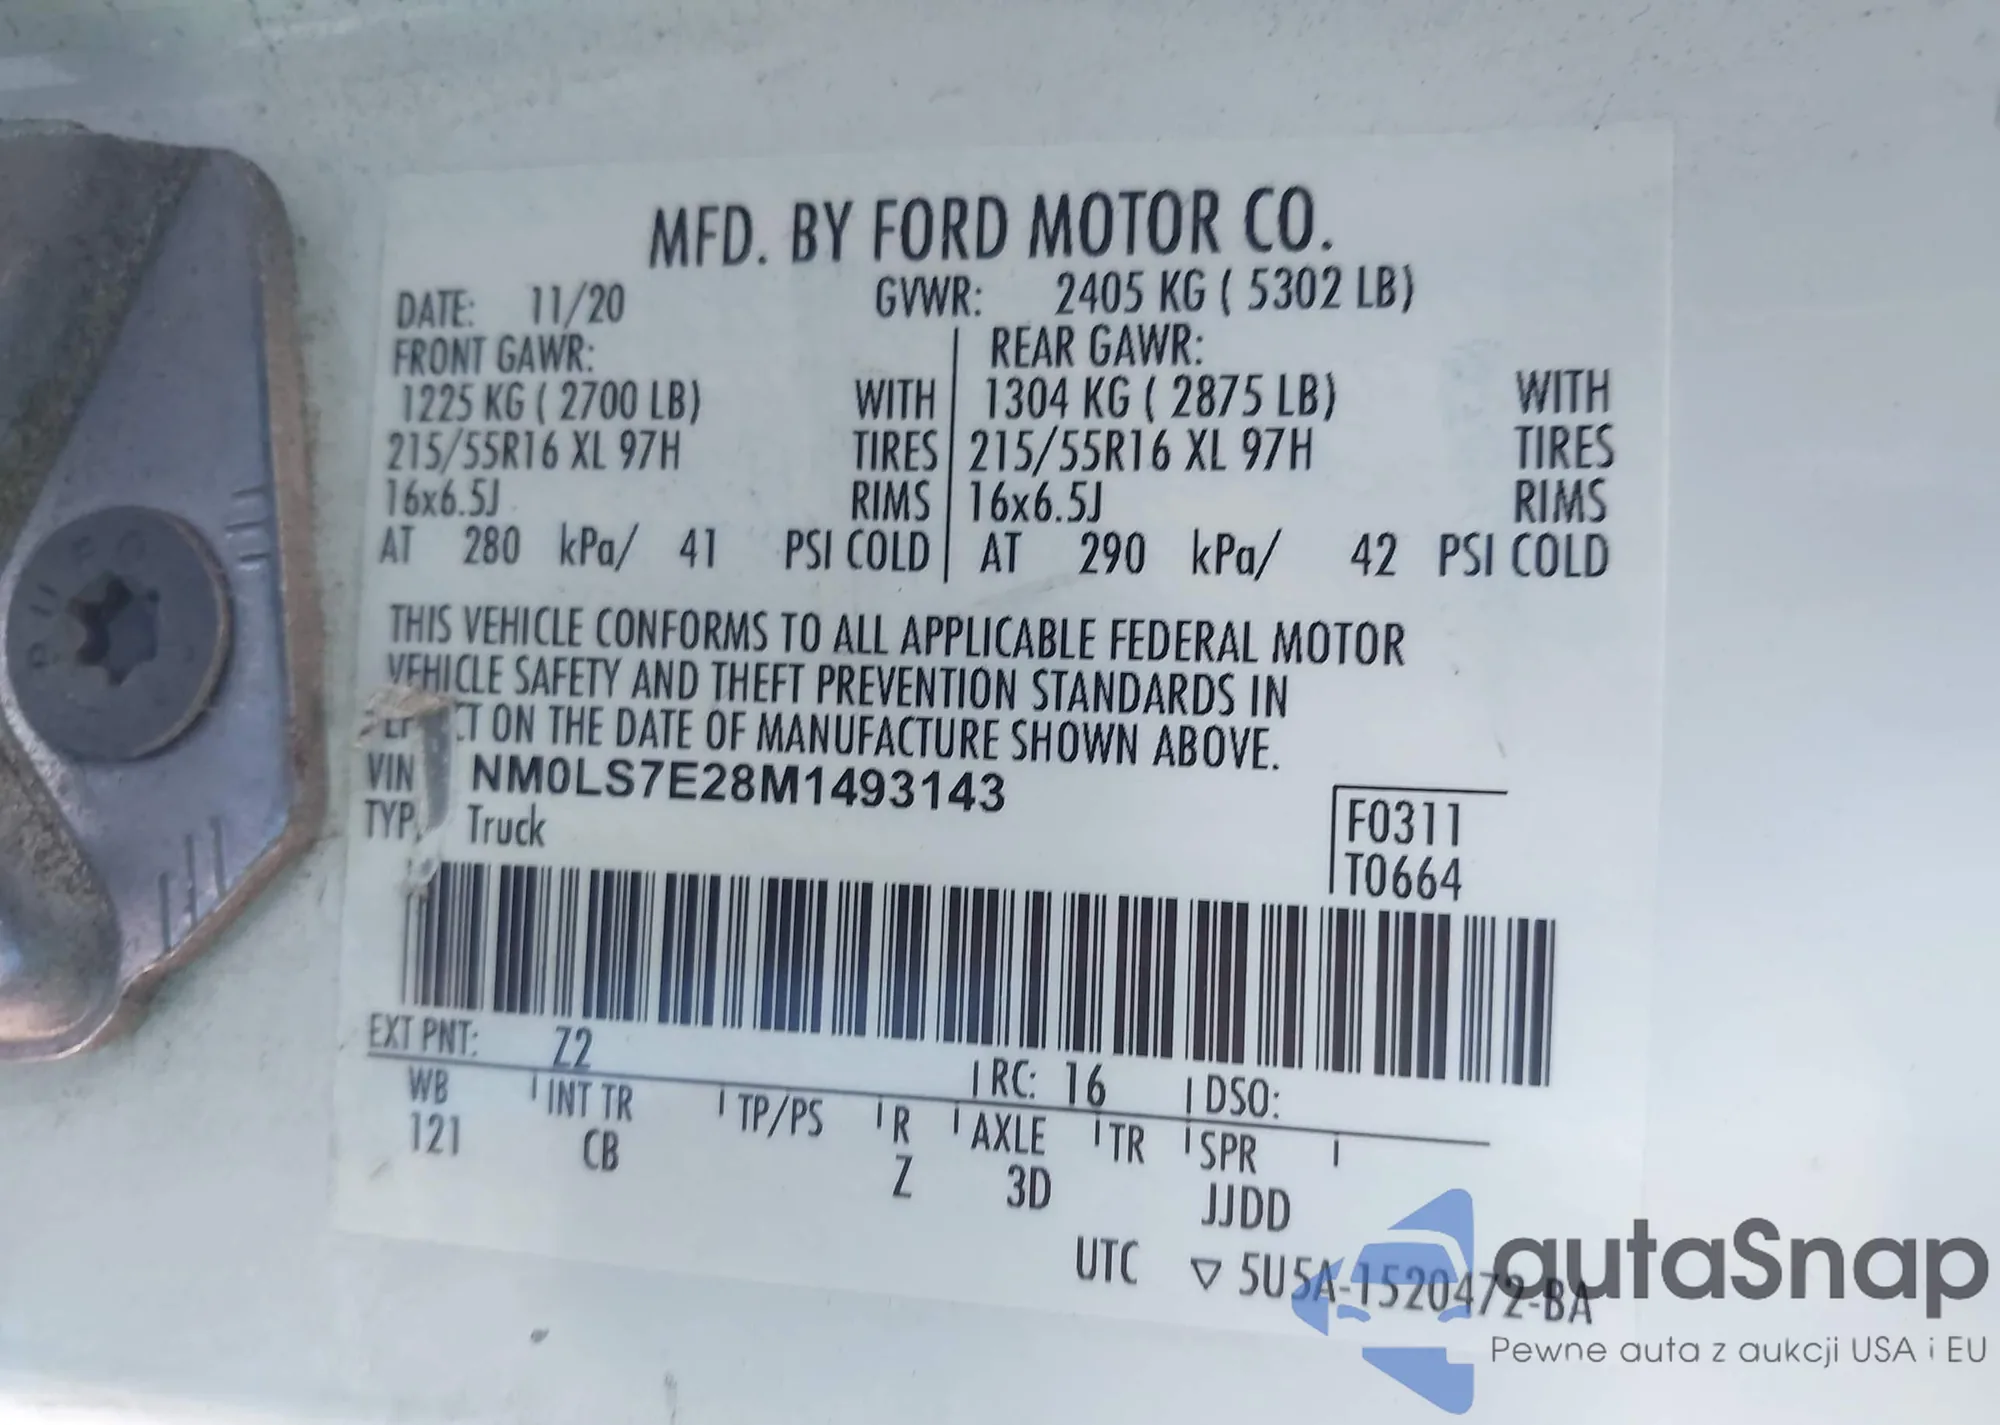 MFD. BY FORD MOTOR CO.
DATE: 11/20 GVWR: 2405 KG ( 5302 LB)
FRONT GAWR: REAR GAWR:
1225 KG ( 2700 LB) WITH 1304 KG ( 2875 LB) WITH
215/55R16 XL 97H TIRES 215/55R16 XL 97H TIRES
16x6.5J RIMS 16x6.5J RIMS
AT 280 kPa/ 41 PSI COLD AT 290 kPa/ 42 PSI COLD
THIS VEHICLE CONFORMS TO ALL APPLICABLE FEDERAL MOTOR
VEHICLE SAFETY AND THEFT PREVENTION STANDARDS IN
ON THE DATE OF MANUFACTURE SHOWN ABOVE.
VIN NM0LS7E28M1493143
Truck
F0311
T0664
EXT PNT: Z2 RC: 16 DSO:
WB INT TR TP/PS R AXLE TR SPR
121 CB Z 3D JJDD
UTC ▽ 5U5A-1520472-BA
autaSnap
Pewne auta z aukcji USA i EU